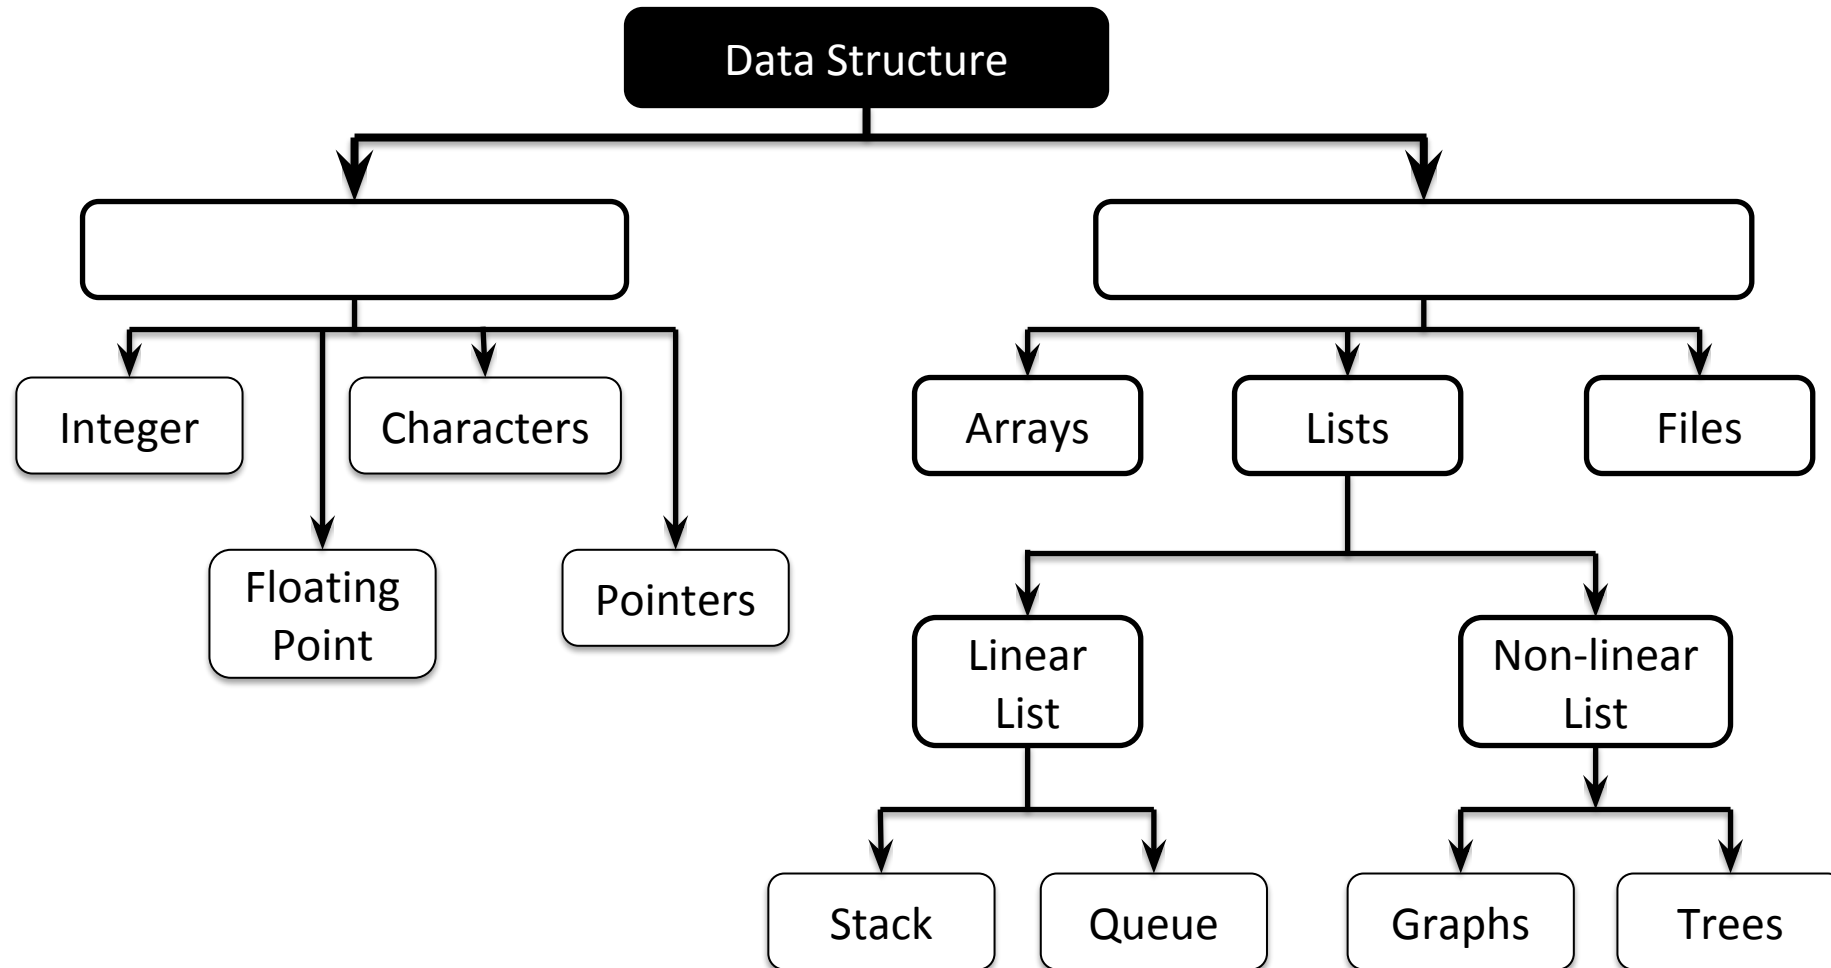 Data Structure
Integer
Characters
Arrays
Lists
Files
Floating
Point
Pointers
Linear
List
Non-linear
List
Stack
Queue
Graphs
Trees